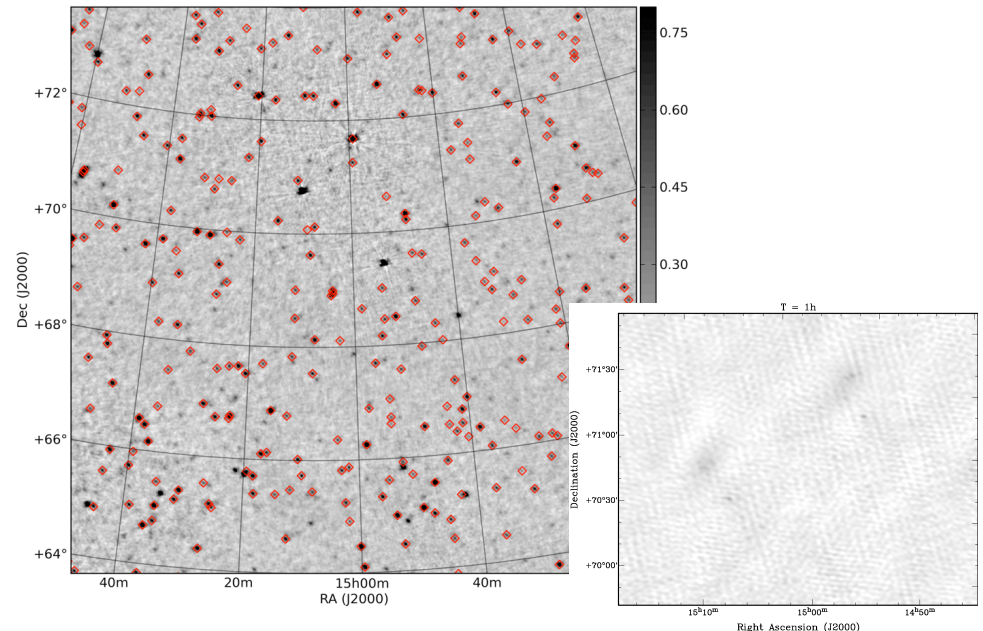 0.75
+72°
0.60
0.45
+70°
Dec (J2000)
0.30
+68°
T = 1h
+71°30'
+66°
+71°00'
Declination (J2000)
+70°30'
+64°
+70°00'
40m
20m
15h00m
40m
RA (J2000)
15h10m
15h00m
14h50m
Right Ascension (J2000)